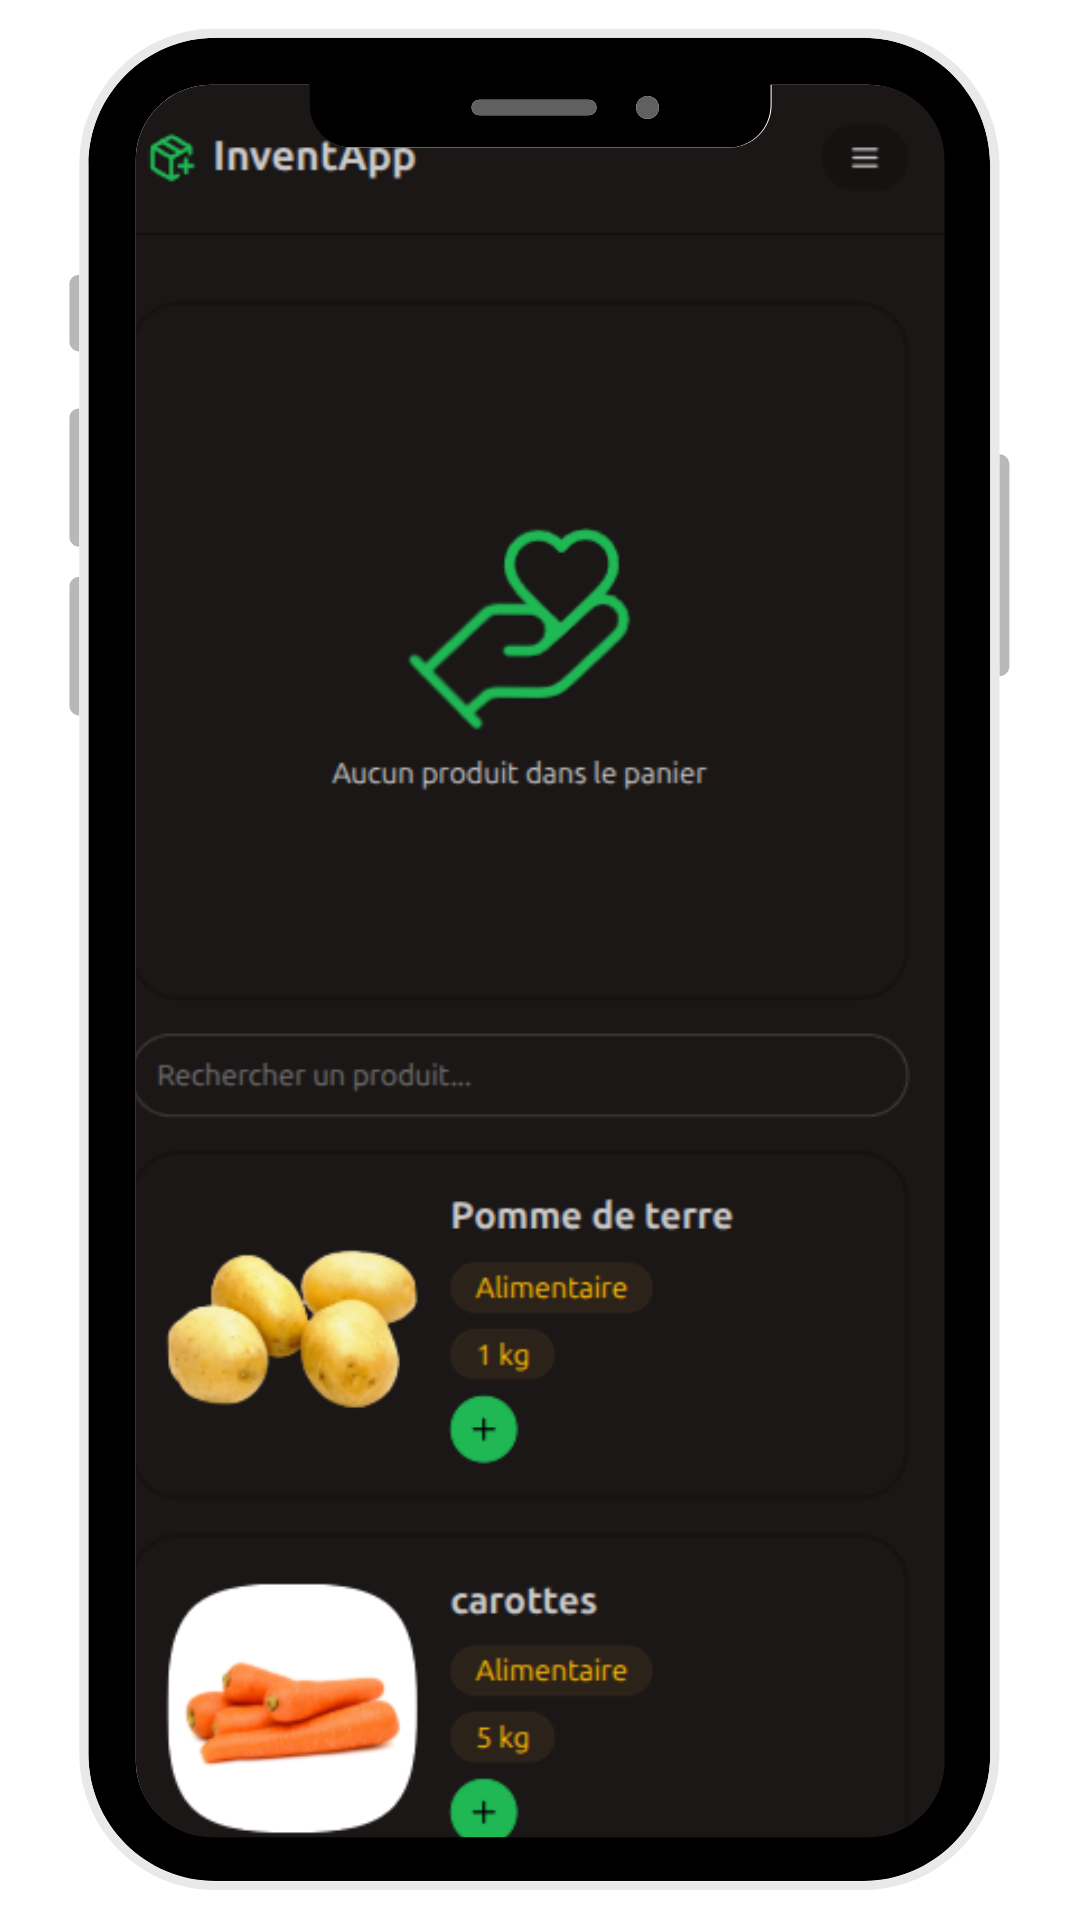 InventApp
Aucun produit dans le panier
Rechercher un produit...
Pomme de terre
Alimentaire
1 kg
carottes
Alimentaire
5 kg